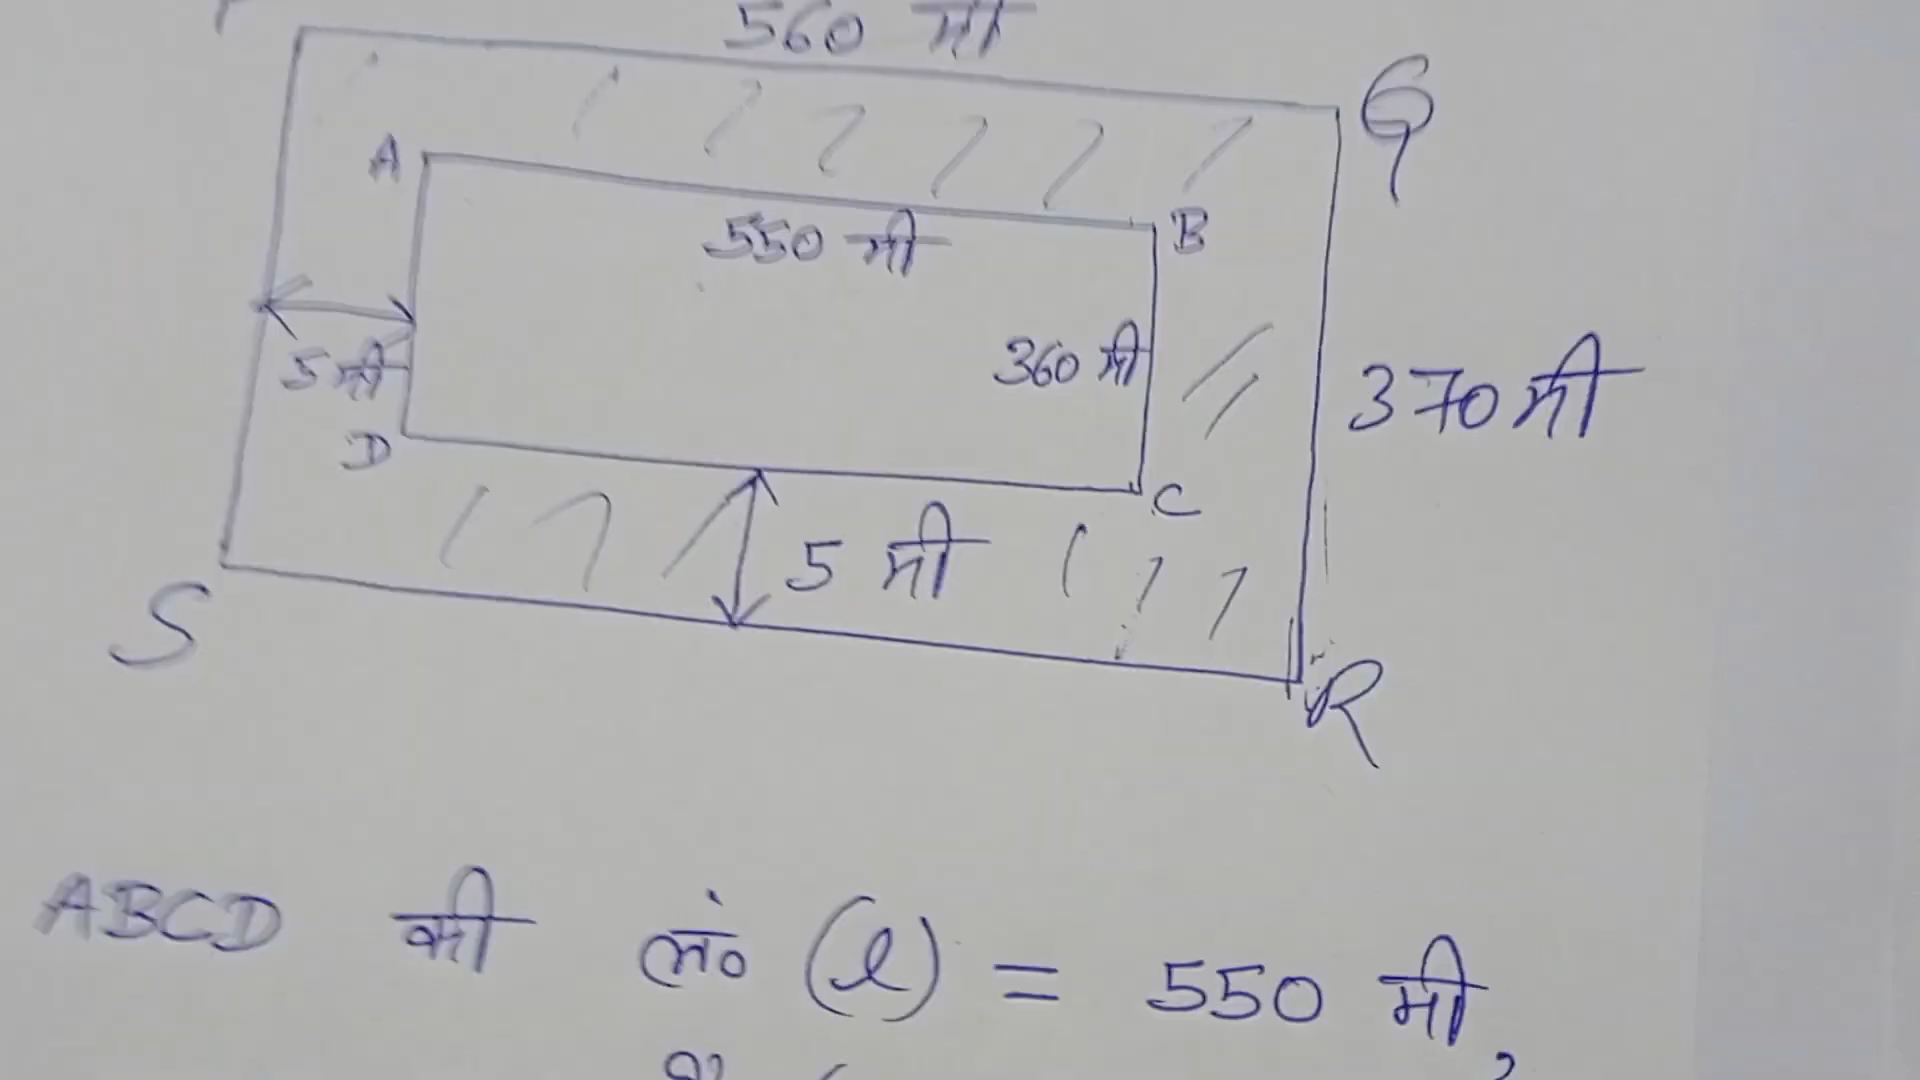 560 मी
Q
A
B
550 मी
360 मी
370 मी
5 मी
D
C
5 मी
S
R
ABCD की लं० (l) = 550 मी,